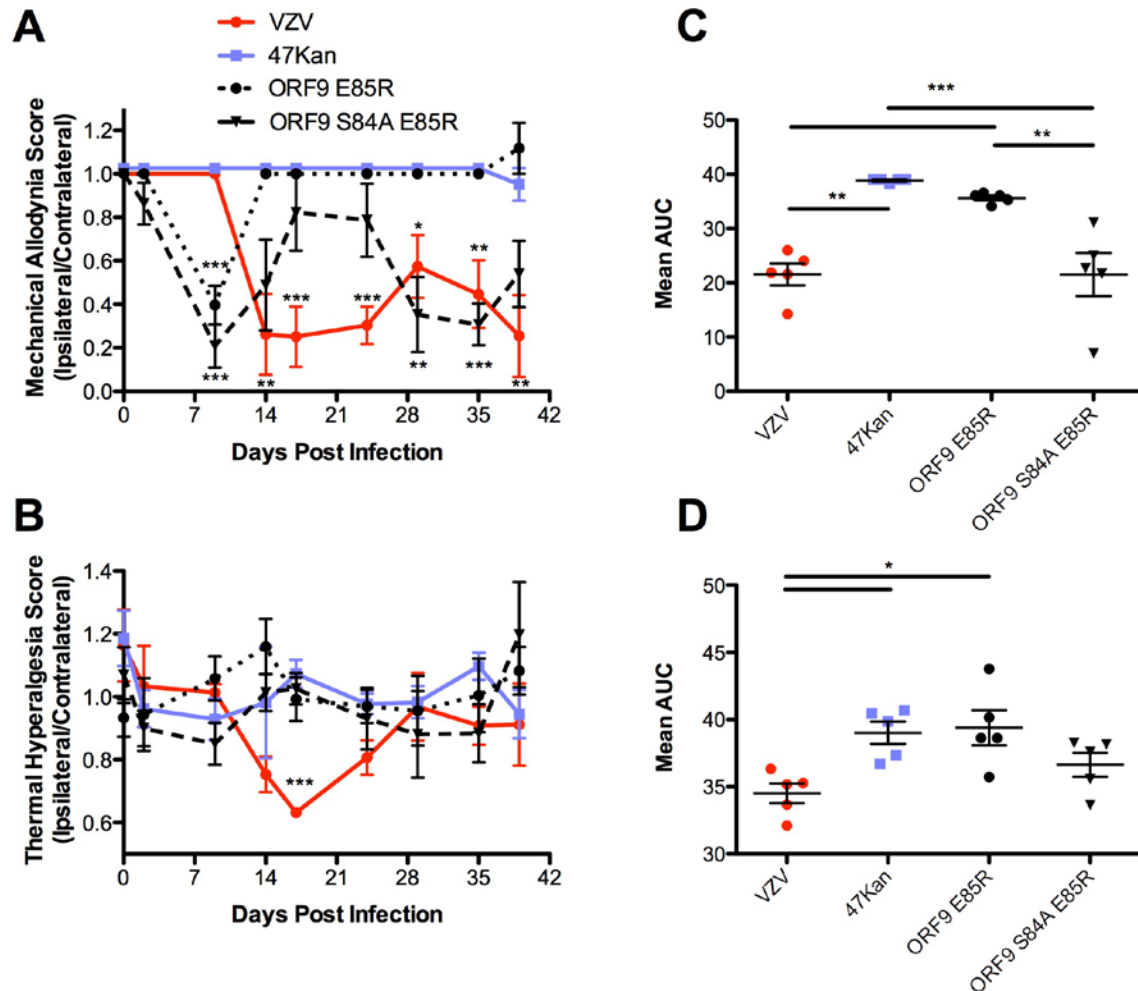 A
VZV
47Kan
ORF9 E85R
ORF9 S84A E85R
Mechanical Allodynia Score
(Ipsilateral/Contralateral)
1.2
1.0
0.8
0.6
0.4
0.2
0.0
***
***
**
***
***
*
**
**
***
**
0 7 14 21 28 35 42
Days Post Infection
B
Thermal Hyperalgesia Score
(Ipsilateral/Contralateral)
1.4
1.2
1.0
0.8
0.6
***
0 7 14 21 28 35 42
Days Post Infection
C
Mean AUC
50
40
30
20
10
0
***
**
**
VZV
47Kan
ORF9 E85R
ORF9 S84A E85R
D
Mean AUC
50
45
40
35
30
*
VZV
47Kan
ORF9 E85R
ORF9 S84A E85R